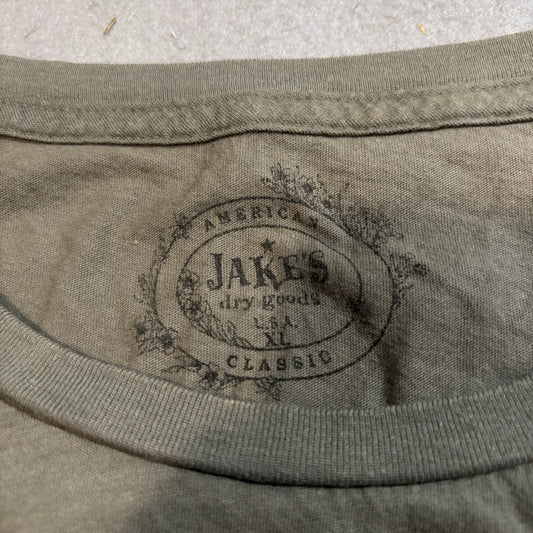 AMERICAN
JAKE'S
dry goods
U.S.A.
XL
CLASSIC